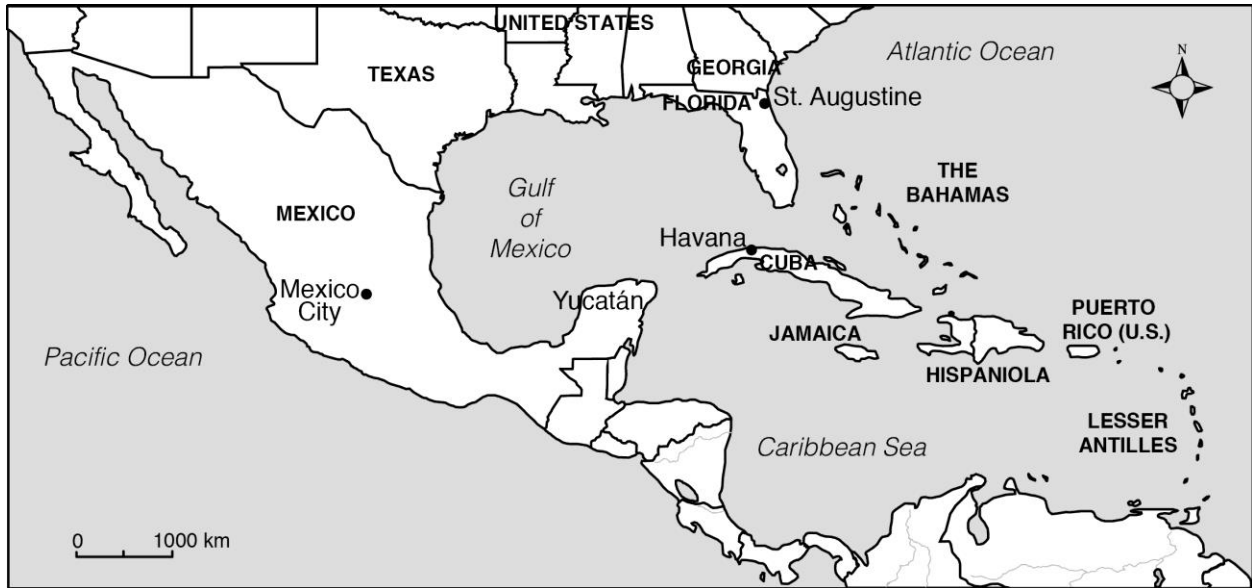 UNITED STATES
Atlantic Ocean
N
TEXAS
GEORGIA
FLORIDA
St. Augustine
THE
BAHAMAS
Gulf
of
Mexico
MEXICO
Havana
CUBA
Mexico
City
Yucatán
JAMAICA
PUERTO
RICO (U.S.)
HISPANIOLA
Pacific Ocean
LESSER
ANTILLES
Caribbean Sea
0 1000 km